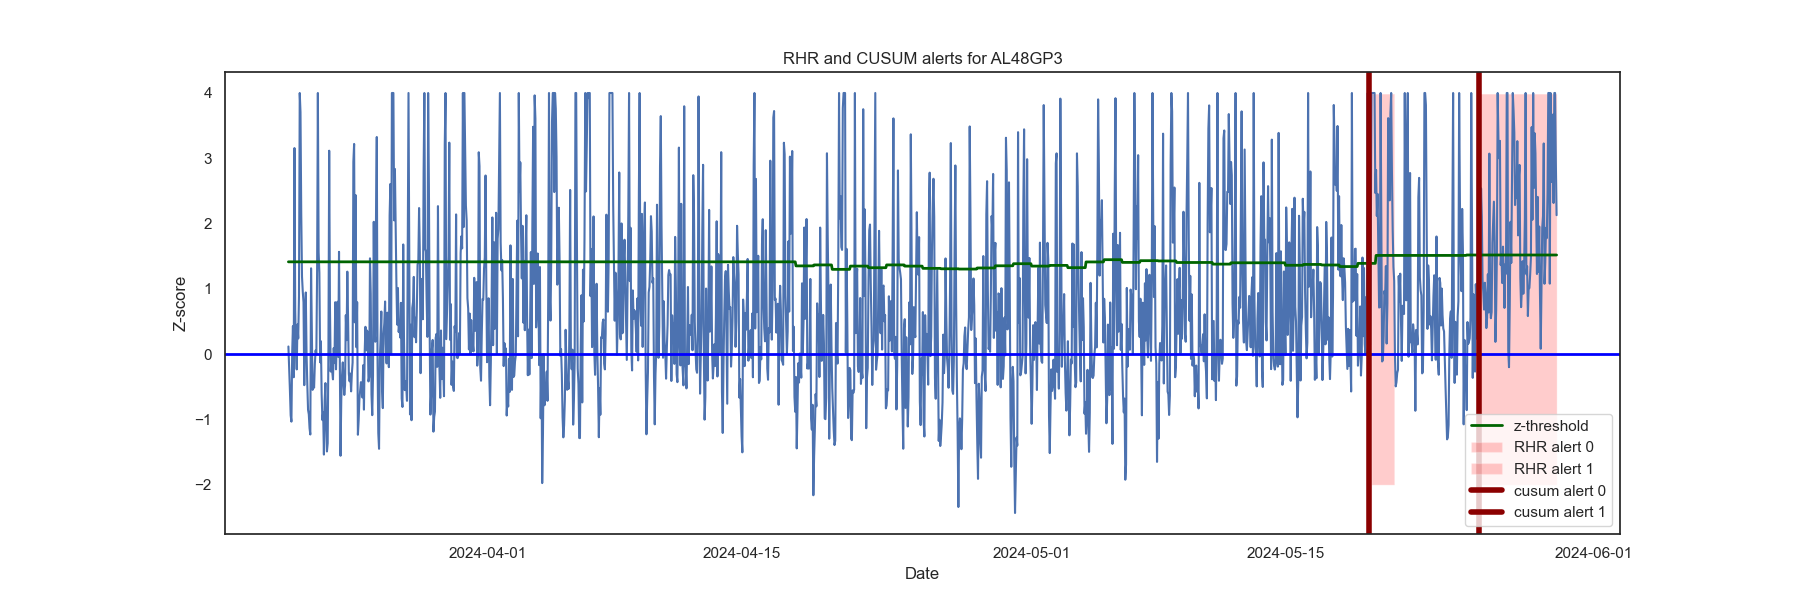 RHR and CUSUM alerts for AL48GP3
4
3
2
1
0
−1
−2
Z-score
2024-04-01
2024-04-15
2024-05-01
2024-05-15
2024-06-01
Date
z-threshold
RHR alert 0
RHR alert 1
cusum alert 0
cusum alert 1